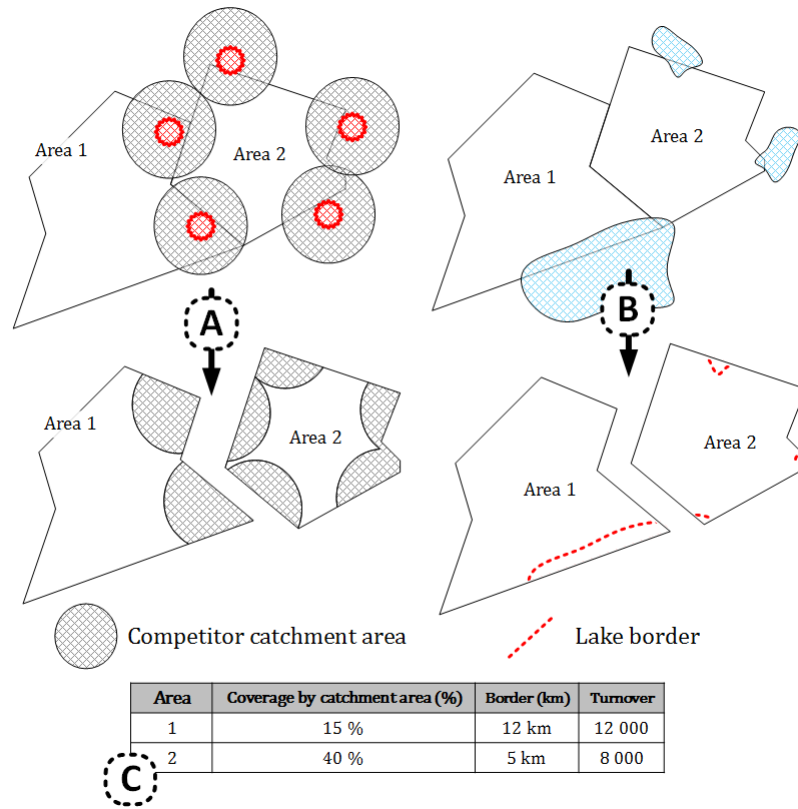 Area 1
Area 2
Area 1
Area 2
A
B
Area 1
Area 2
Area 1
Area 2
Competitor catchment area
Lake border
Area Coverage by catchment area (%) Border (km) Turnover
1 15 % 12 km 12 000
2 40 % 5 km 8 000
C